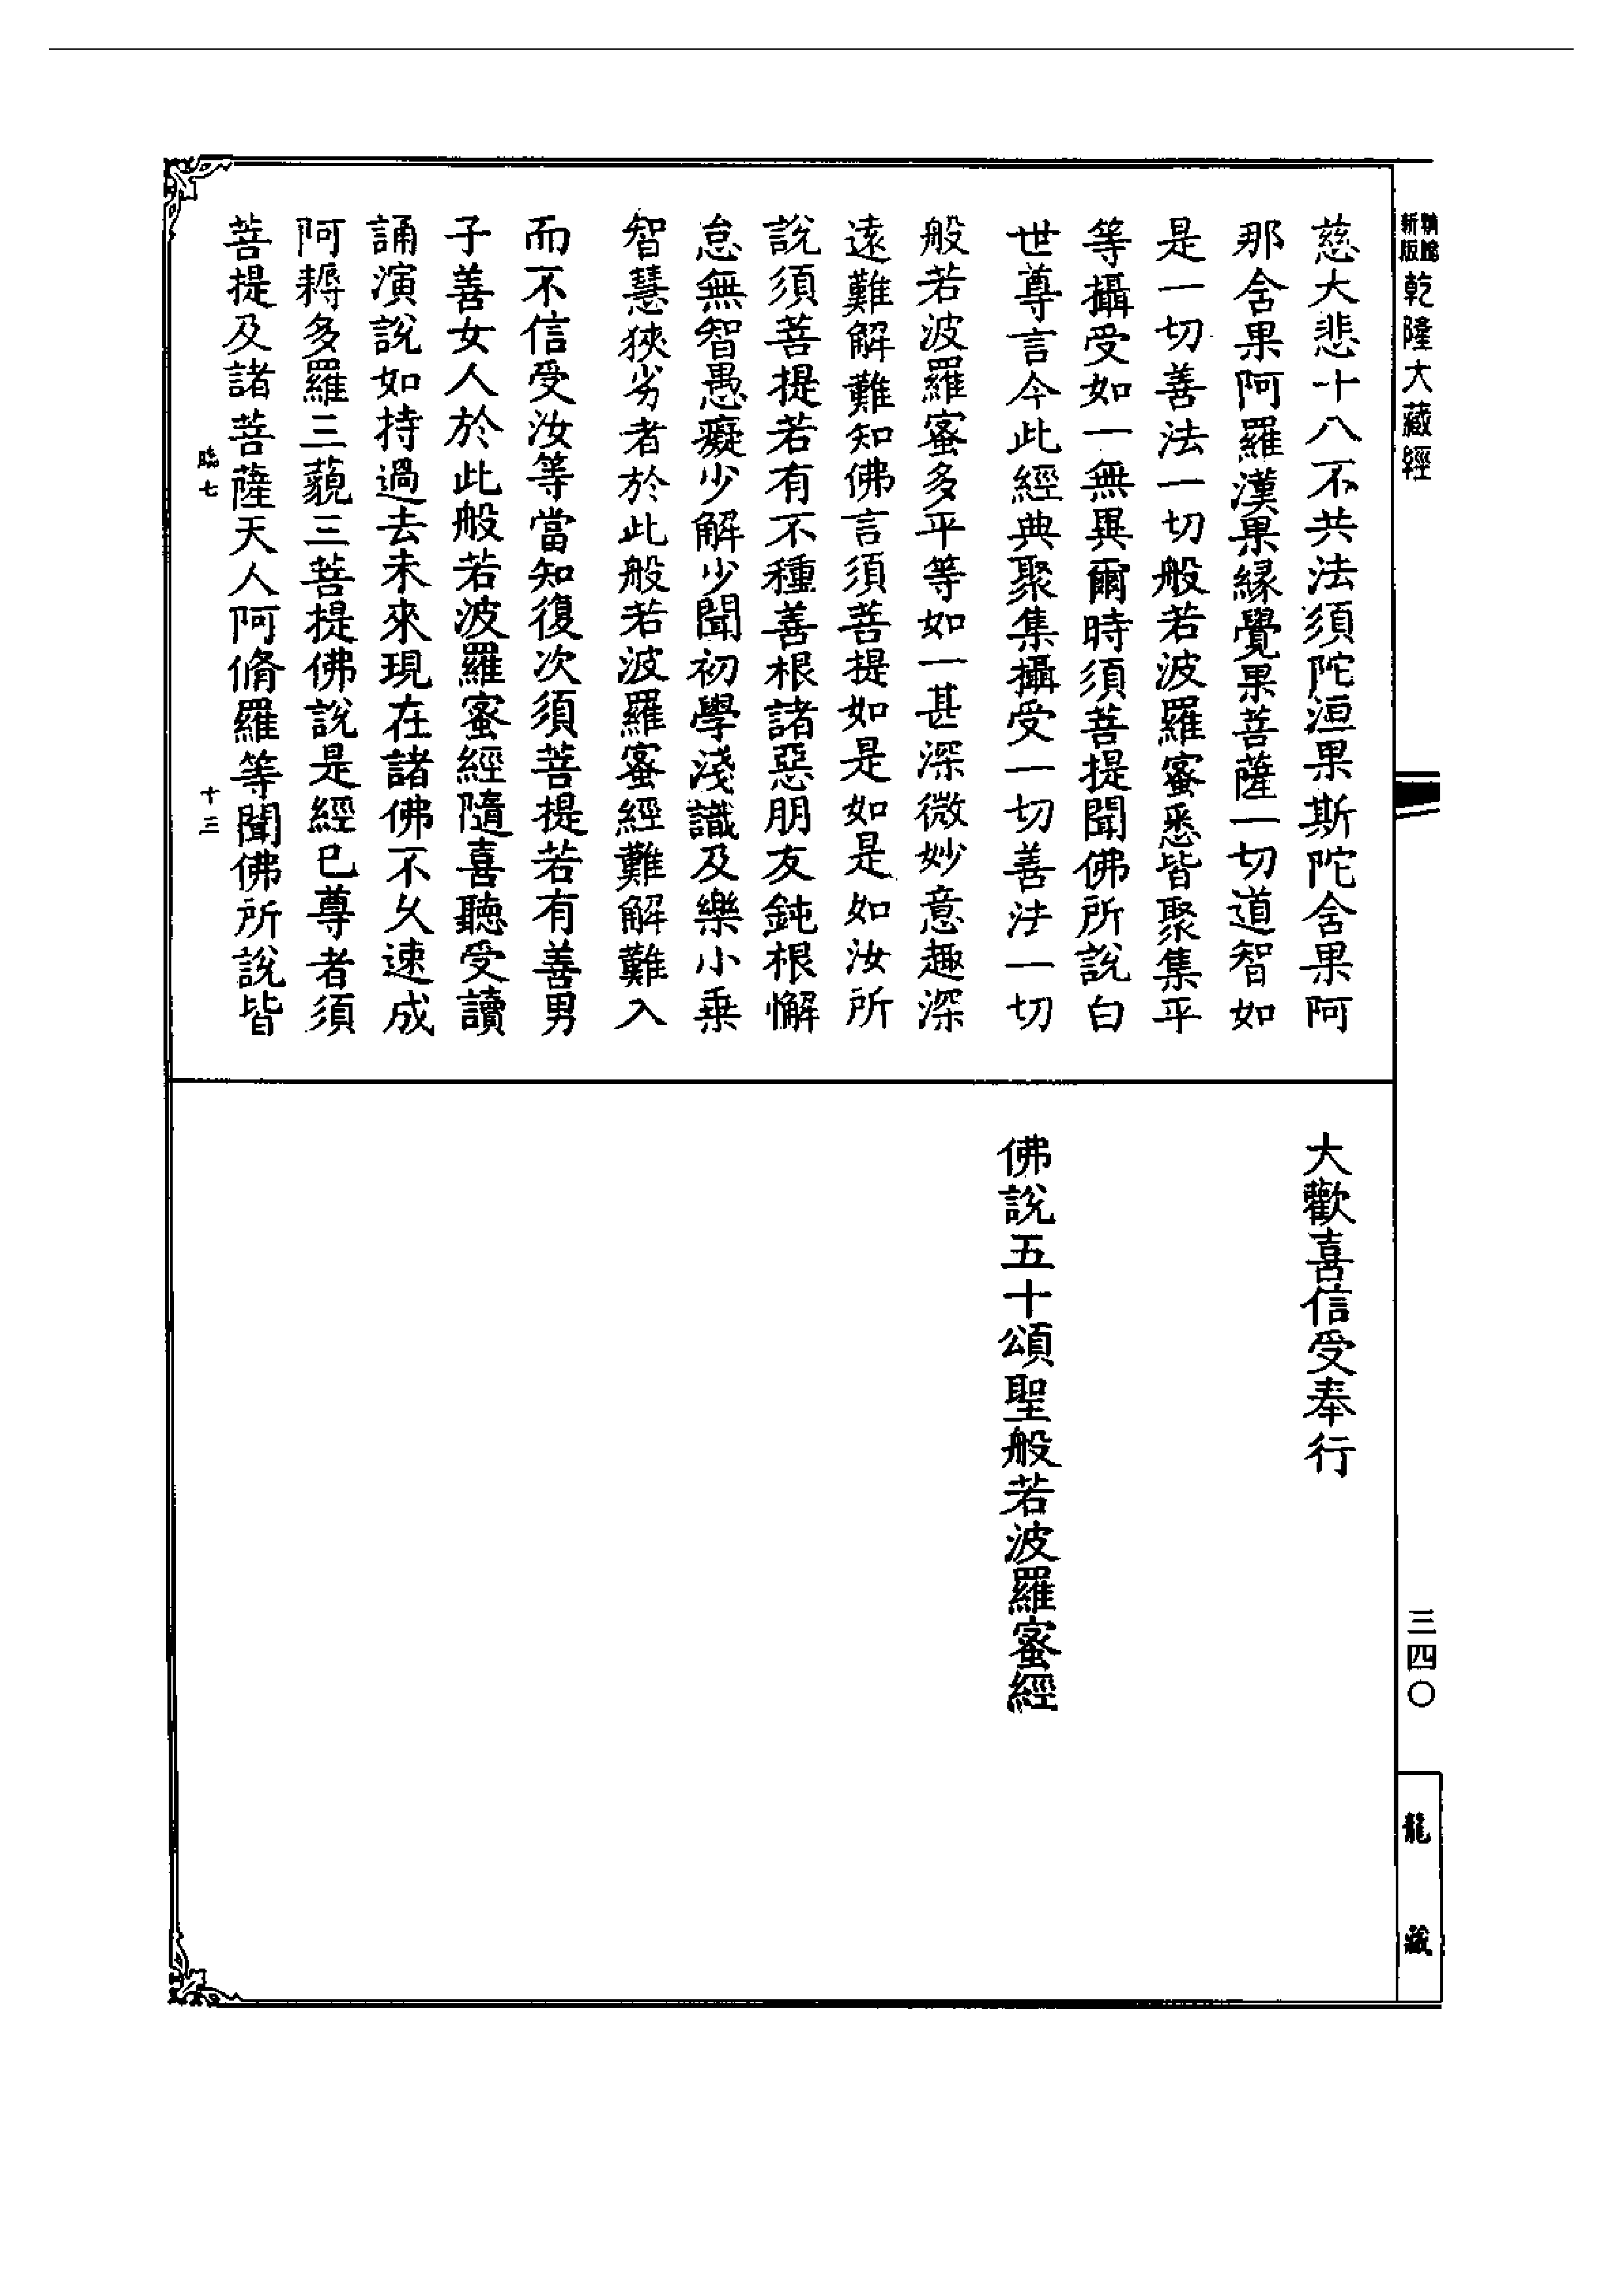 新版
乾隆大藏經
慈大悲十八不共法須陀洹果斯陀含果阿
那含果阿羅漢果緣覺果菩薩一切道智如
是一切善法一切般若波羅蜜悉皆聚集平
等攝受如一無異爾時須菩提聞佛所說白
世尊言今此經典聚集攝受一切善法一切
般若波羅蜜多平等如一甚深微妙意趣深
遠難解難知佛言須菩提如是如是如汝所
說須菩提若有不種善根諸惡朋友鈍根懈
怠無智愚癡少解少聞初學淺識及樂小乗
智慧狹劣者於此般若波羅蜜經難解難入
而不信受汝等當知復次須菩提若有善男
子善女人於此般若波羅蜜經隨喜聽受讀
誦演說如持過去未來現在諸佛不久速成
阿耨多羅三藐三菩提佛說是經已尊者須
菩提及諸菩薩天人阿脩羅等聞佛所說皆
七
十三
大歡喜信受奉行
佛說五十頌聖般若波羅蜜經
三四〇
龍藏